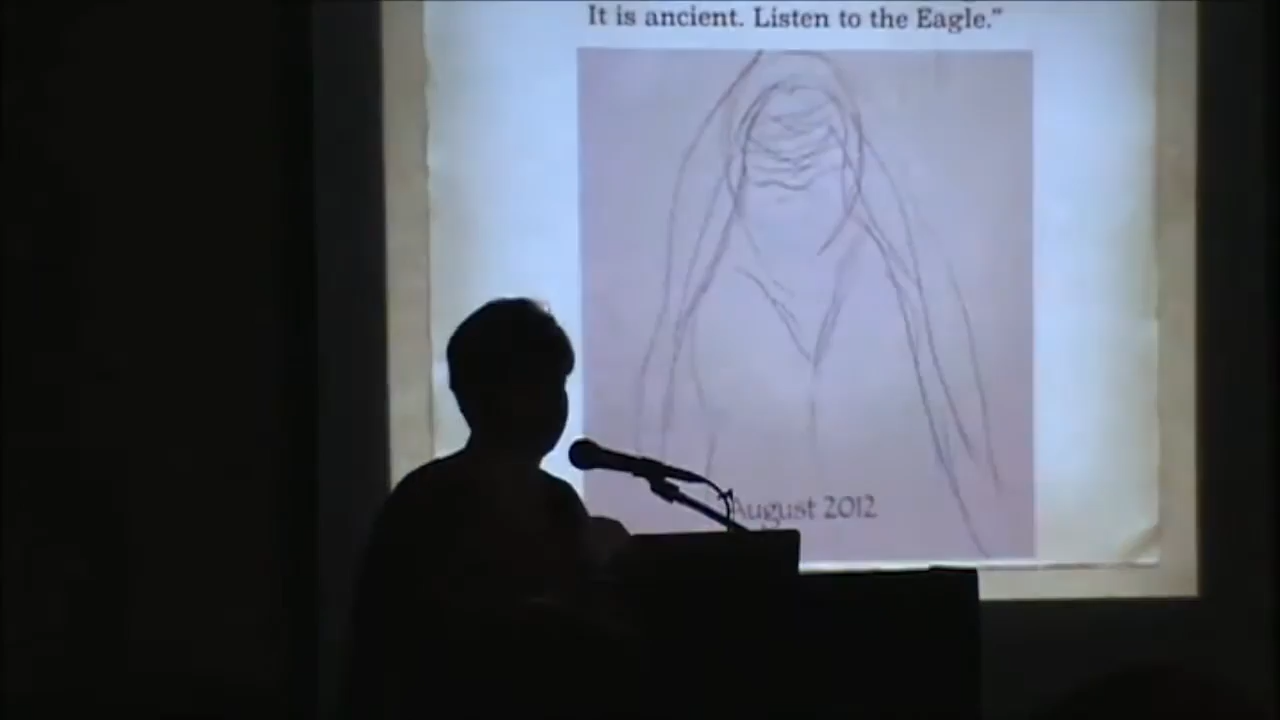 It is ancient. Listen to the Eagle.”
August 2012